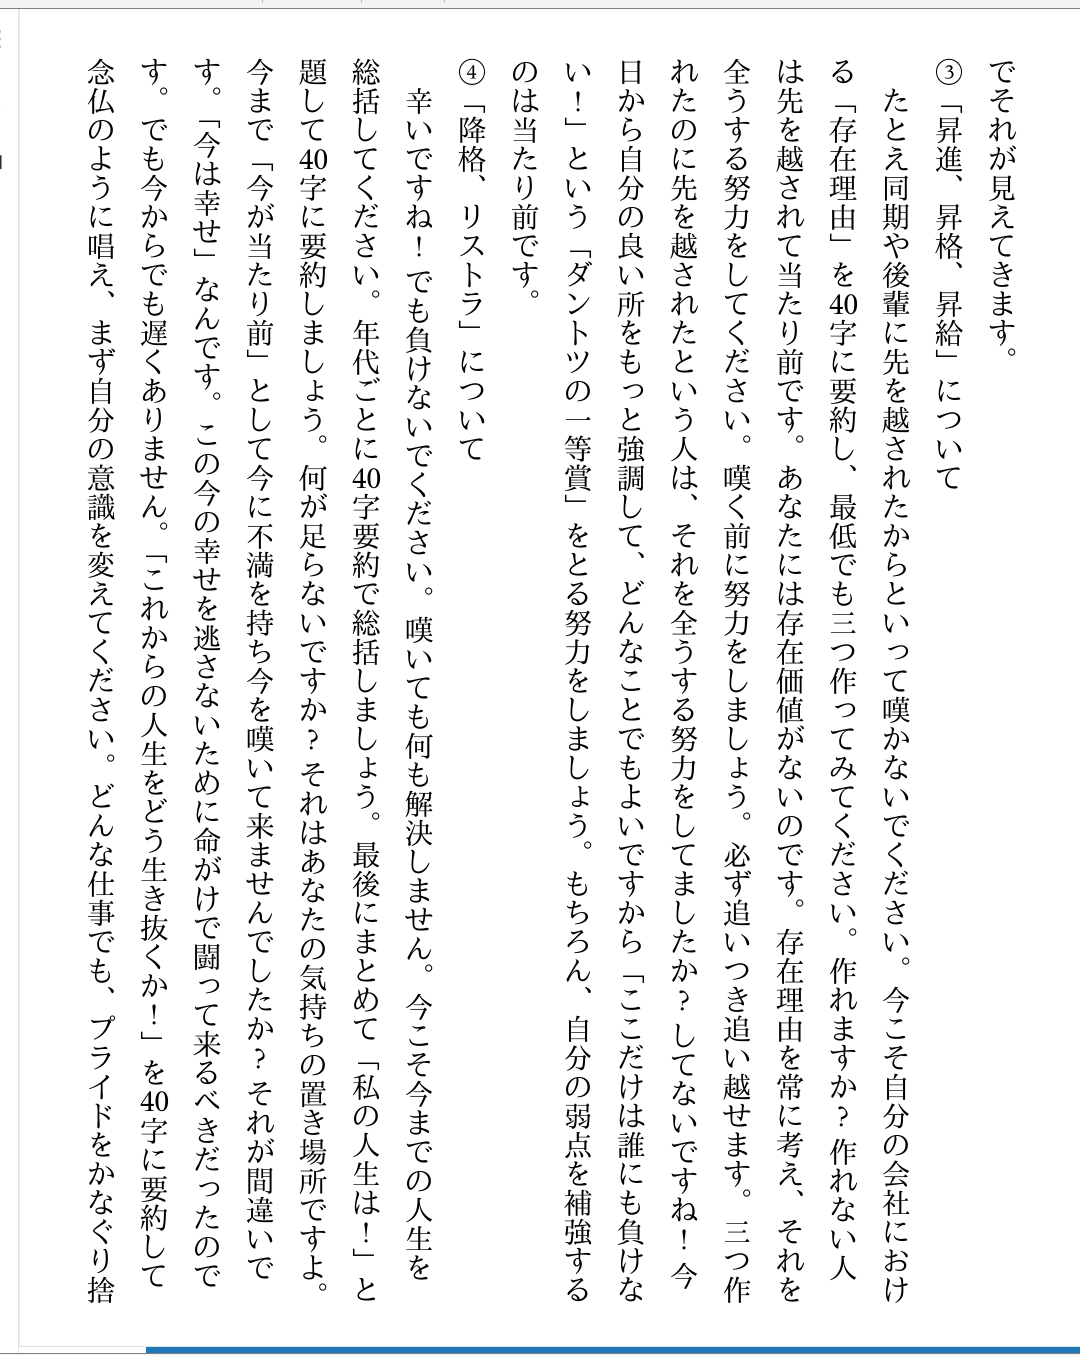 でそれが見えてきます。
③「昇進、昇格、昇給」について
　たとえ同期や後輩に先を越されたからといって嘆かないでください。今こそ自分の会社におけ
る「存在理由」を40字に要約し、最低でも三つ作ってみてください。作れますか？作れない人
は先を越されて当たり前です。あなたには存在価値がないのです。存在理由を常に考え、それを
全うする努力をしてください。嘆く前に努力をしましょう。必ず追いつき追い越せます。三つ作
れたのに先を越されたという人は、それを全うする努力をしてましたか？してないですね！今
日から自分の良い所をもっと強調して、どんなことでもよいですから「ここだけは誰にも負けな
い！」という「ダントツの一等賞」をとる努力をしましょう。もちろん、自分の弱点を補強する
のは当たり前です。
④「降格、リストラ」について
　辛いですね！でも負けないでください。嘆いても何も解決しません。今こそ今までの人生を
総括してください。年代ごとに40字要約で総括しましょう。最後にまとめて「私の人生は！」と
題して40字に要約しましょう。何が足らないですか？それはあなたの気持ちの置き場所ですよ。
今まで「今が当たり前」として今に不満を持ち今を嘆いて来ませんでしたか？それが間違いで
す。「今は幸せ」なんです。この今の幸せを逃さないために命がけで闘って来るべきだったので
す。でも今からでも遅くありません。「これからの人生をどう生き抜くか！」を40字に要約して
念仏のように唱え、まず自分の意識を変えてください。どんな仕事でも、プライドをかなぐり捨